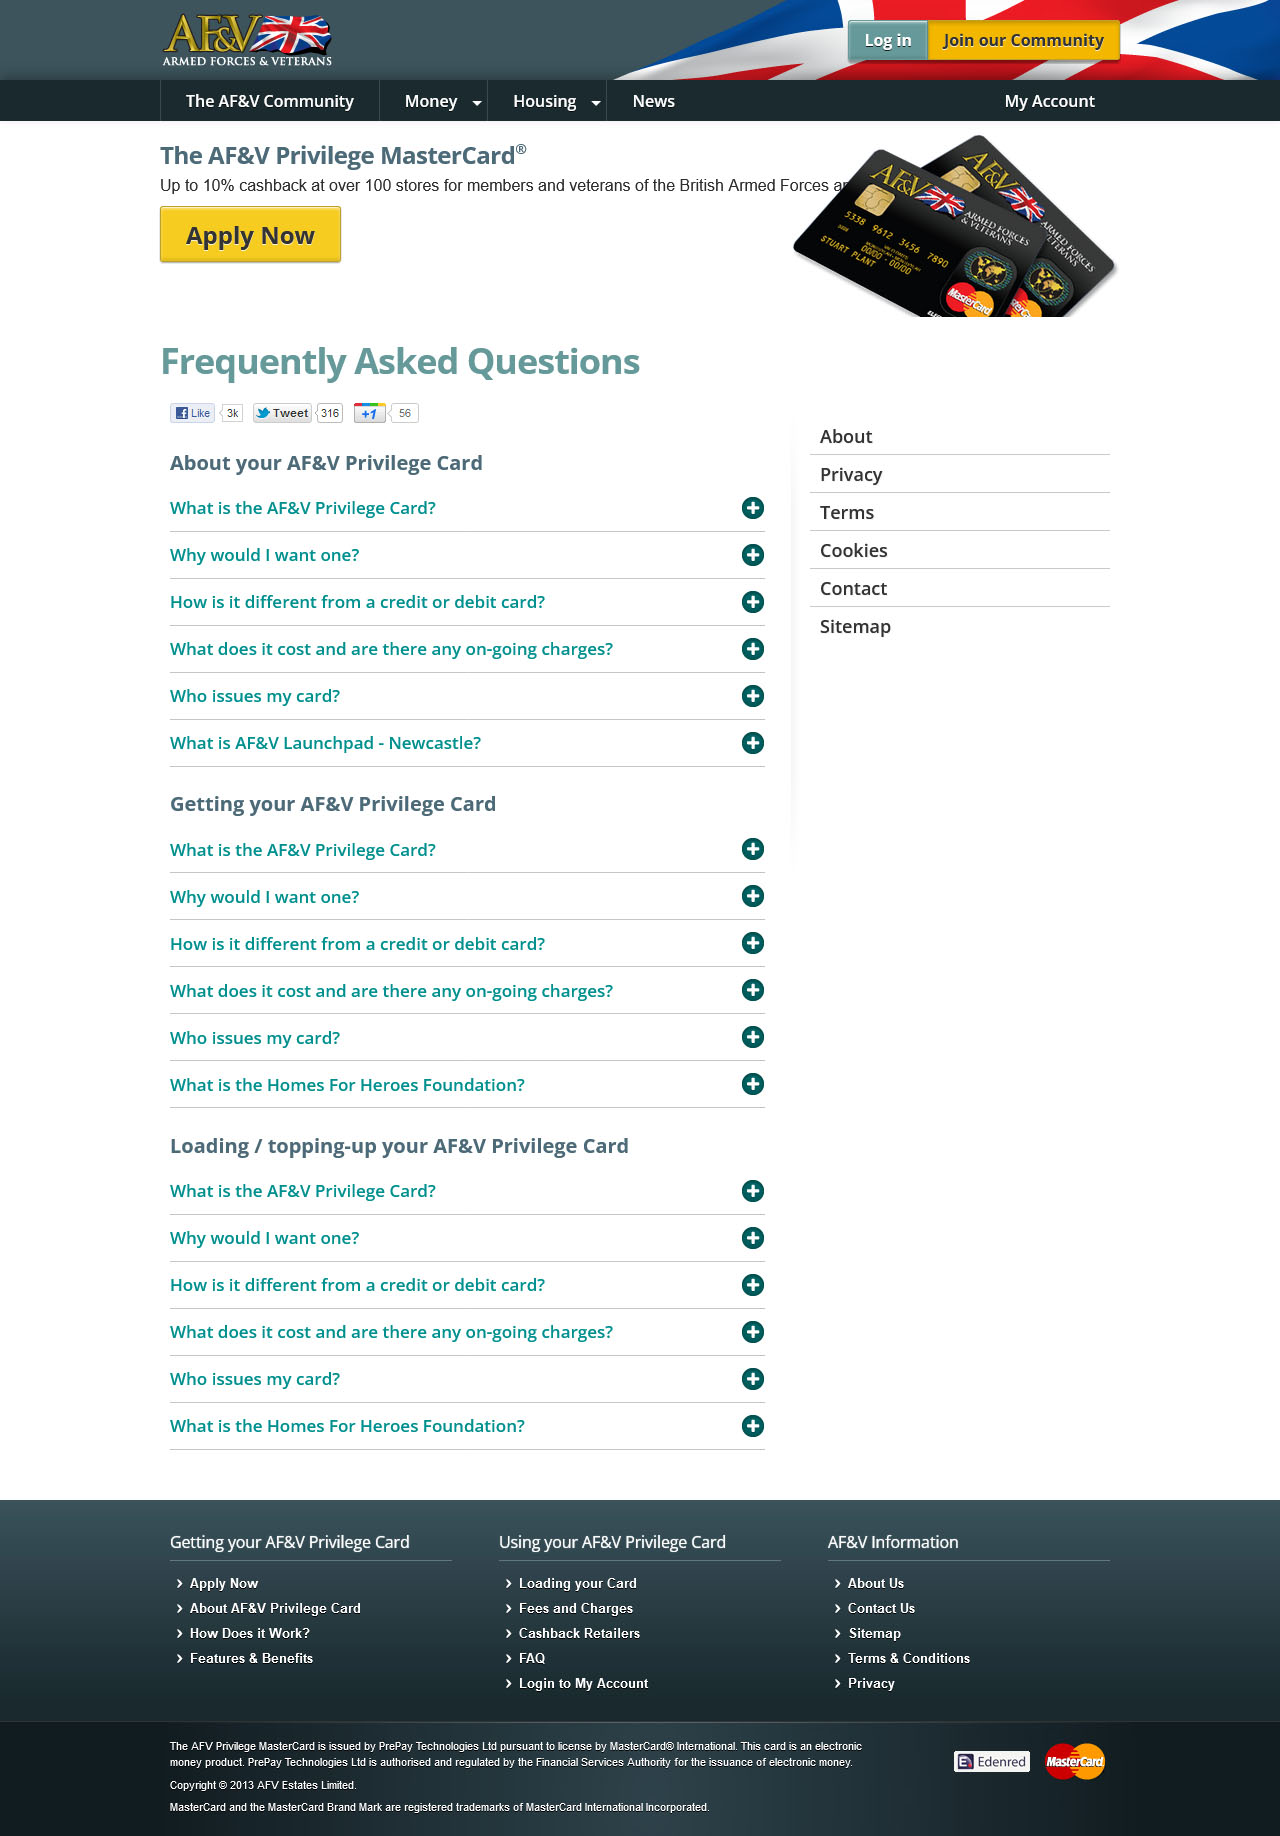 AF&V
ARMED FORCES & VETERANS
Log in
Join our Community
The AF&V Community
Money
Housing
News
My Account
The AF&V Privilege MasterCard®
Up to 10% cashback at over 100 stores for members and veterans of the British Armed Forces
Apply Now
AF&V
ARMED FORCES
& VETERANS
5338 9612 3456 7890
00/00 - 00/00
STUART PLANT
MasterCard
AF&V
ARMED FORCES
& VETERANS
MasterCard
Frequently Asked Questions
Like 3k Tweet 316 +1 56
About your AF&V Privilege Card
What is the AF&V Privilege Card?
Why would I want one?
How is it different from a credit or debit card?
What does it cost and are there any on-going charges?
Who issues my card?
What is AF&V Launchpad - Newcastle?
Getting your AF&V Privilege Card
What is the AF&V Privilege Card?
Why would I want one?
How is it different from a credit or debit card?
What does it cost and are there any on-going charges?
Who issues my card?
What is the Homes For Heroes Foundation?
Loading / topping-up your AF&V Privilege Card
What is the AF&V Privilege Card?
Why would I want one?
How is it different from a credit or debit card?
What does it cost and are there any on-going charges?
Who issues my card?
What is the Homes For Heroes Foundation?
About
Privacy
Terms
Cookies
Contact
Sitemap
Getting your AF&V Privilege Card
Apply Now
About AF&V Privilege Card
How Does it Work?
Features & Benefits
Using your AF&V Privilege Card
Loading your Card
Fees and Charges
Cashback Retailers
FAQ
Login to My Account
AF&V Information
About Us
Contact Us
Sitemap
Terms & Conditions
Privacy
The AFV Privilege MasterCard is issued by PrePay Technologies Ltd pursuant to license by MasterCard® International. This card is an electronic
money product. PrePay Technologies Ltd is authorised and regulated by the Financial Services Authority for the issuance of electronic money.
Copyright © 2013 AFV Estates Limited.
MasterCard and the MasterCard Brand Mark are registered trademarks of MasterCard International Incorporated.
Edenred
MasterCard